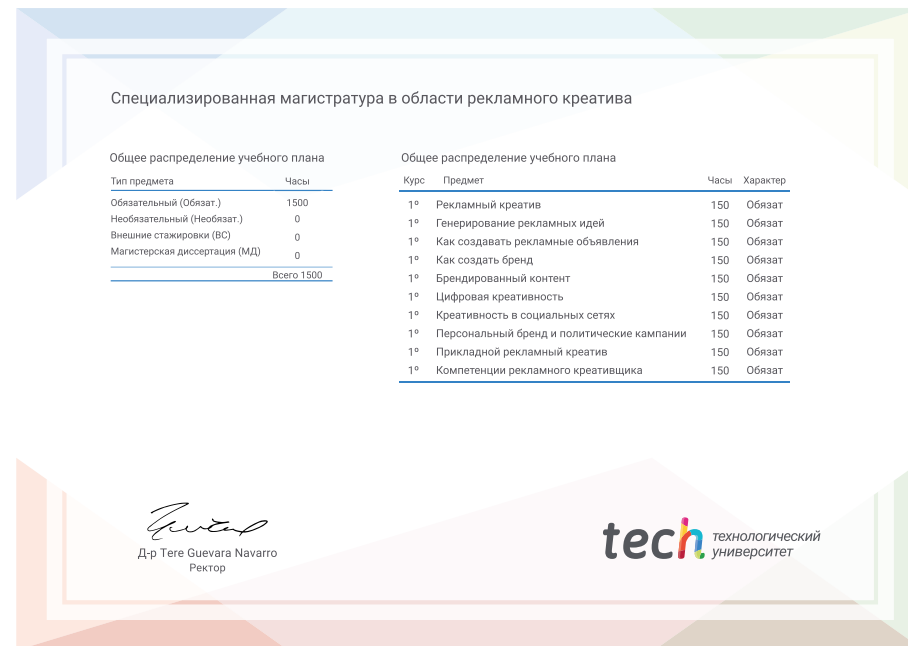 Специализированная магистратура в области рекламного креатива
Общее распределение учебного плана
Тип предмета Часы
Обязательный (Обязат.) 1500
Необязательный (Необязат.) 0
Внешние стажировки (ВС) 0
Магистерская диссертация (МД) 0
Всего 1500
Общее распределение учебного плана
Курс Предмет Часы Характер
1º Рекламный креатив 150 Обязат
1º Генерирование рекламных идей 150 Обязат
1º Как создавать рекламные объявления 150 Обязат
1º Как создать бренд 150 Обязат
1º Брендированный контент 150 Обязат
1º Цифровая креативность 150 Обязат
1º Креативность в социальных сетях 150 Обязат
1º Персональный бренд и политические кампании 150 Обязат
1º Прикладной рекламный креатив 150 Обязат
1º Компетенции рекламного креативщика 150 Обязат
Д-р Tere Guevara Navarro
Ректор
tech технологический
университет